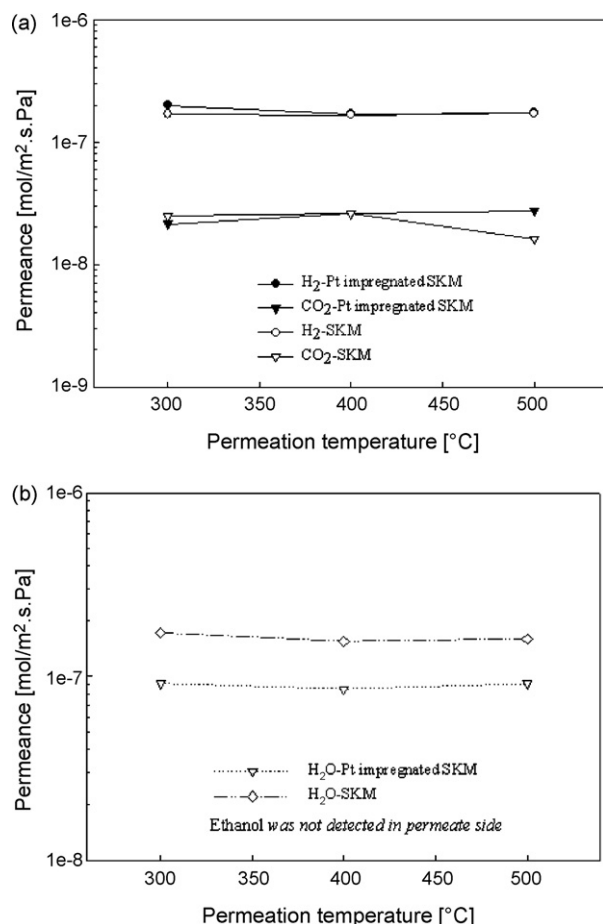 (a)
1e-6
1e-7
1e-8
1e-9
Permeance [mol/m².s.Pa]
H₂-Pt impregnated SKM
CO₂-Pt impregnated SKM
H₂-SKM
CO₂-SKM
300 350 400 450 500
Permeation temperature [°C]
(b)
1e-6
1e-7
1e-8
Permeance [mol/m².s.Pa]
H₂O-Pt impregnated SKM
H₂O-SKM
Ethanol was not detected in permeate side
300 350 400 450 500
Permeation temperature [°C]